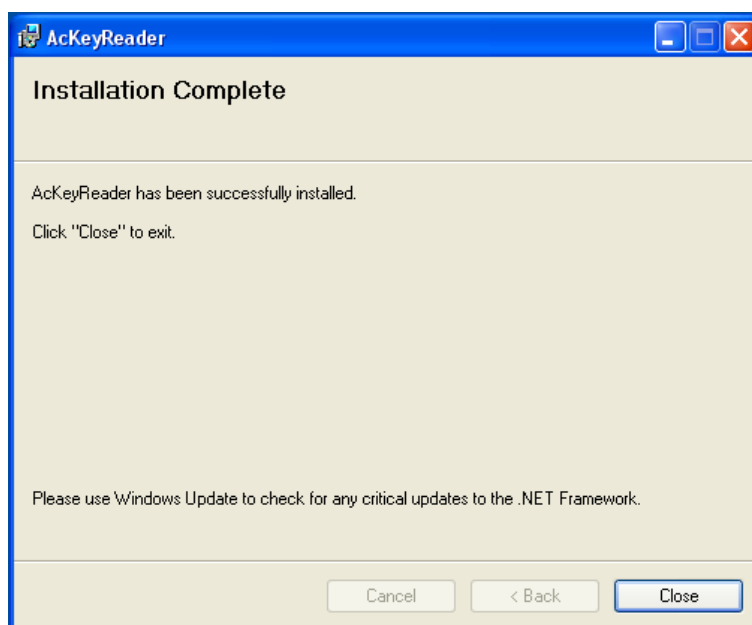 AcKeyReader
Installation Complete
AcKeyReader has been successfully installed.
Click "Close" to exit.
Please use Windows Update to check for any critical updates to the .NET Framework.
Cancel
< Back
Close